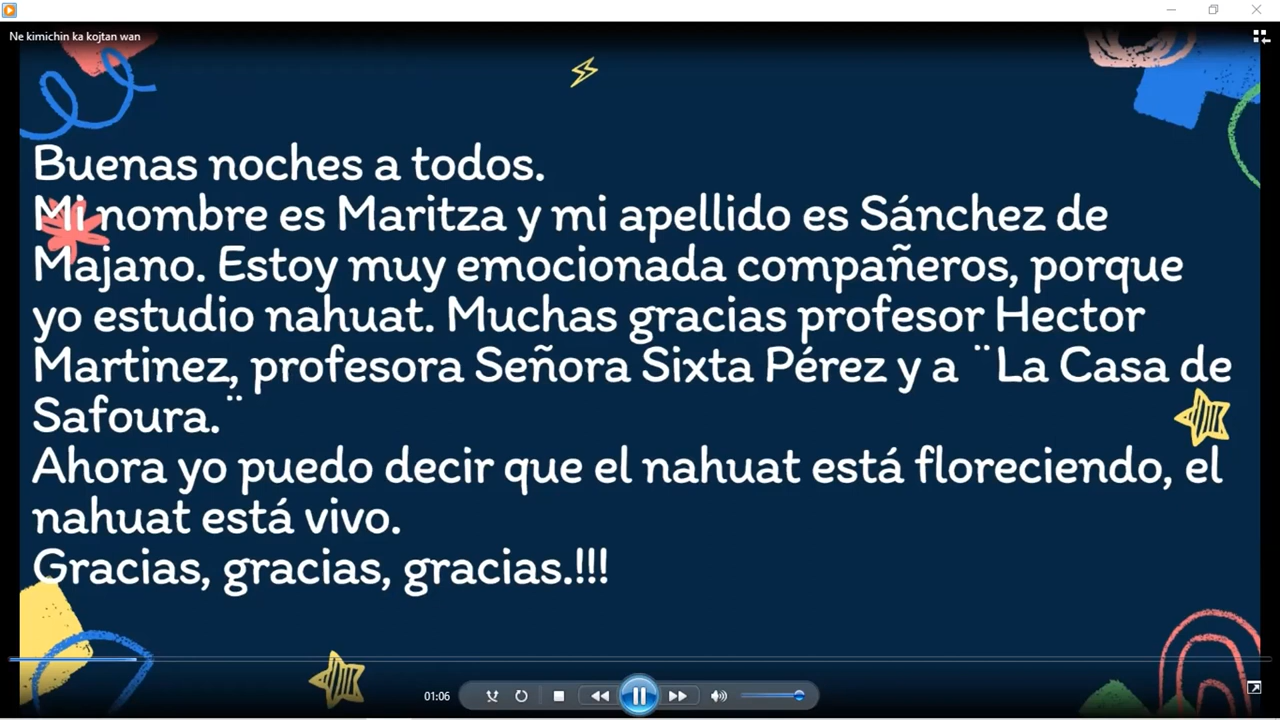 Ne kimichin ka kojtan wan
Buenas noches a todos.
Mi nombre es Maritza y mi apellido es Sánchez de
Majano. Estoy muy emocionada compañeros, porque
yo estudio nahuat. Muchas gracias profesor Hector
Martinez, profesora Señora Sixta Pérez y a ¨La Casa de
Safoura.¨
Ahora yo puedo decir que el nahuat está floreciendo, el
nahuat está vivo.
Gracias, gracias, gracias.!!!
01:06